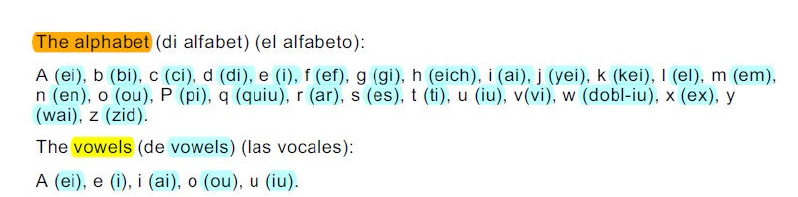 The alphabet (di alfabet) (el alfabeto):
A (ei), b (bi), c (ci), d (di), e (i), f (ef), g (gi), h (eich), i (ai), j (yei), k (kei), l (el), m (em),
n (en), o (ou), P (pi), q (quiu), r (ar), s (es), t (ti), u (iu), v(vi), w (dobl-iu), x (ex), y
(wai), z (zid).
The vowels (de vowels) (las vocales):
A (ei), e (i), i (ai), o (ou), u (iu).